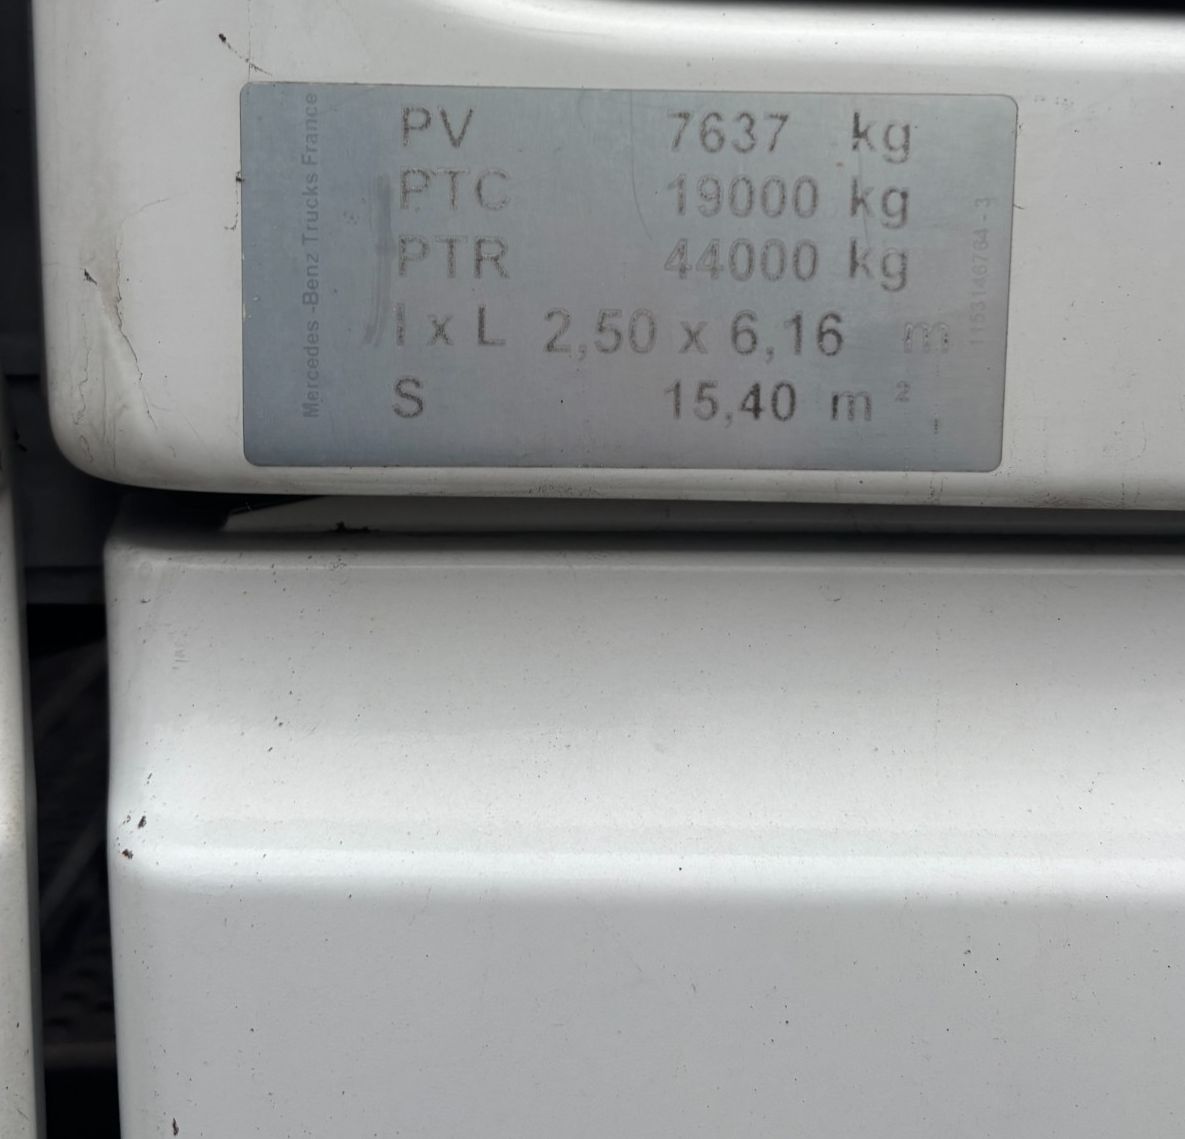 Mercedes -Benz Trucks France
PV 7637 kg
PTC 19000 kg
PTR 44000 kg
l x L 2,50 x 6,16 m
S 15,40 m²
1153146764 - 3